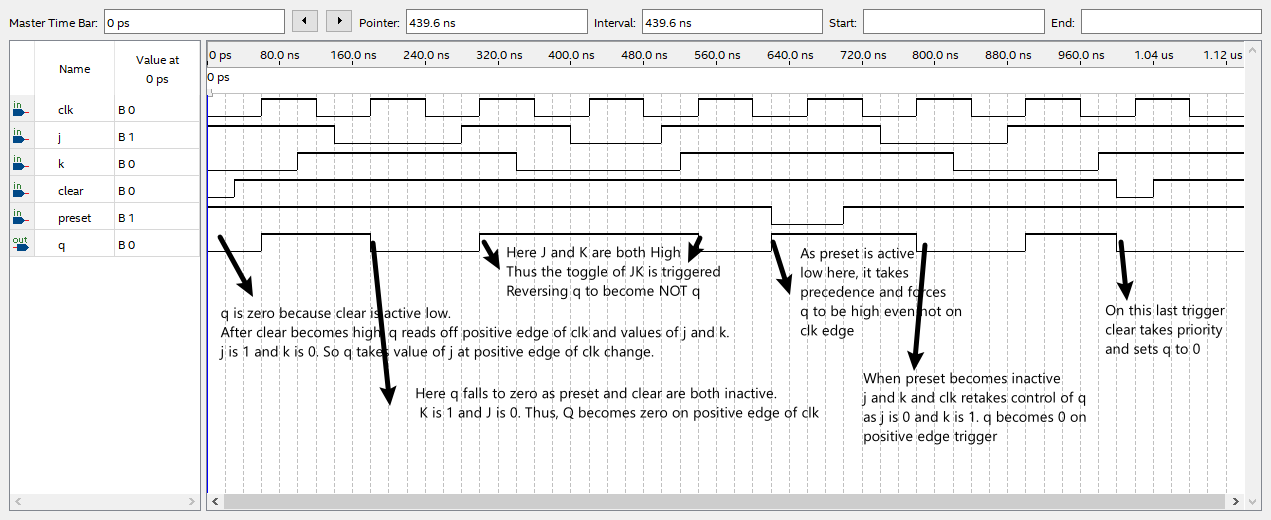 Master Time Bar: 0 ps Pointer: 439.6 ns Interval: 439.6 ns Start: End:
Name Value at 0 ps
0 ps 80.0 ns 160.0 ns 240.0 ns 320.0 ns 400.0 ns 480.0 ns 560.0 ns 640.0 ns 720.0 ns 800.0 ns 880.0 ns 960.0 ns 1.04 us 1.12 us
0 ps
in clk B 0
in j B 1
in k B 0
in clear B 0
in preset B 1
out q B 0
q is zero because clear is active low.
After clear becomes high, q reads off positive edge of clk and values of j and k.
j is 1 and k is 0. So q takes value of j at positive edge of clk change.
Here q falls to zero as preset and clear are both inactive.
K is 1 and J is 0. Thus, Q becomes zero on positive edge of clk
Here J and K are both High
Thus the toggle of JK is triggered
Reversing q to become NOT q
As preset is active
low here, it takes
precedence and forces
q to be high even not on
clk edge
When preset becomes inactive
j and k and clk retakes control of q
as j is 0 and k is 1. q becomes 0 on
positive edge trigger
On this last trigger
clear takes priority
and sets q to 0